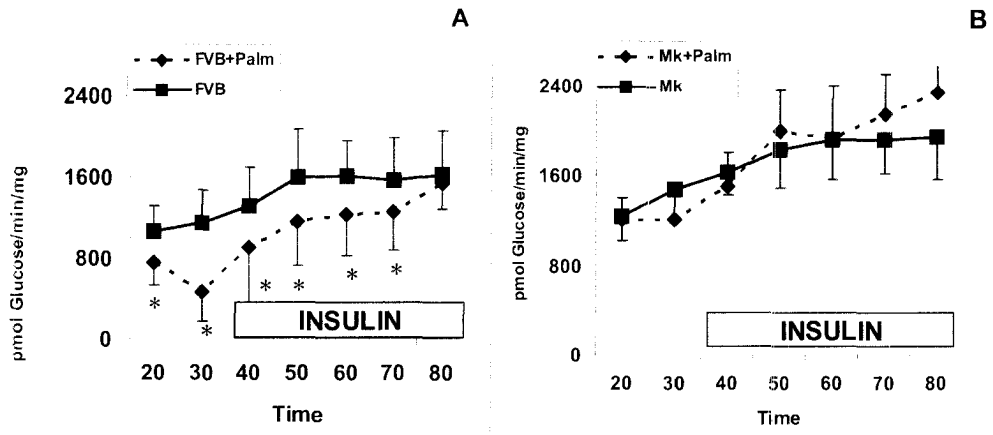 A
FVB+Palm
FVB
2400
1600
800
0
pmol Glucose/min/mg
* * * * * *
INSULIN
20 30 40 50 60 70 80
Time
B
Mk+Palm
Mk
2400
1600
800
0
pmol Glucose/min/mg
INSULIN
20 30 40 50 60 70 80
Time